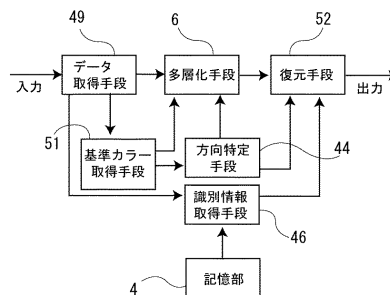 49
6
52
データ
取得手段
多層化手段
復元手段
入力
出力
51
基準カラー
取得手段
方向特定
手段
44
識別情報
取得手段
46
4
記憶部